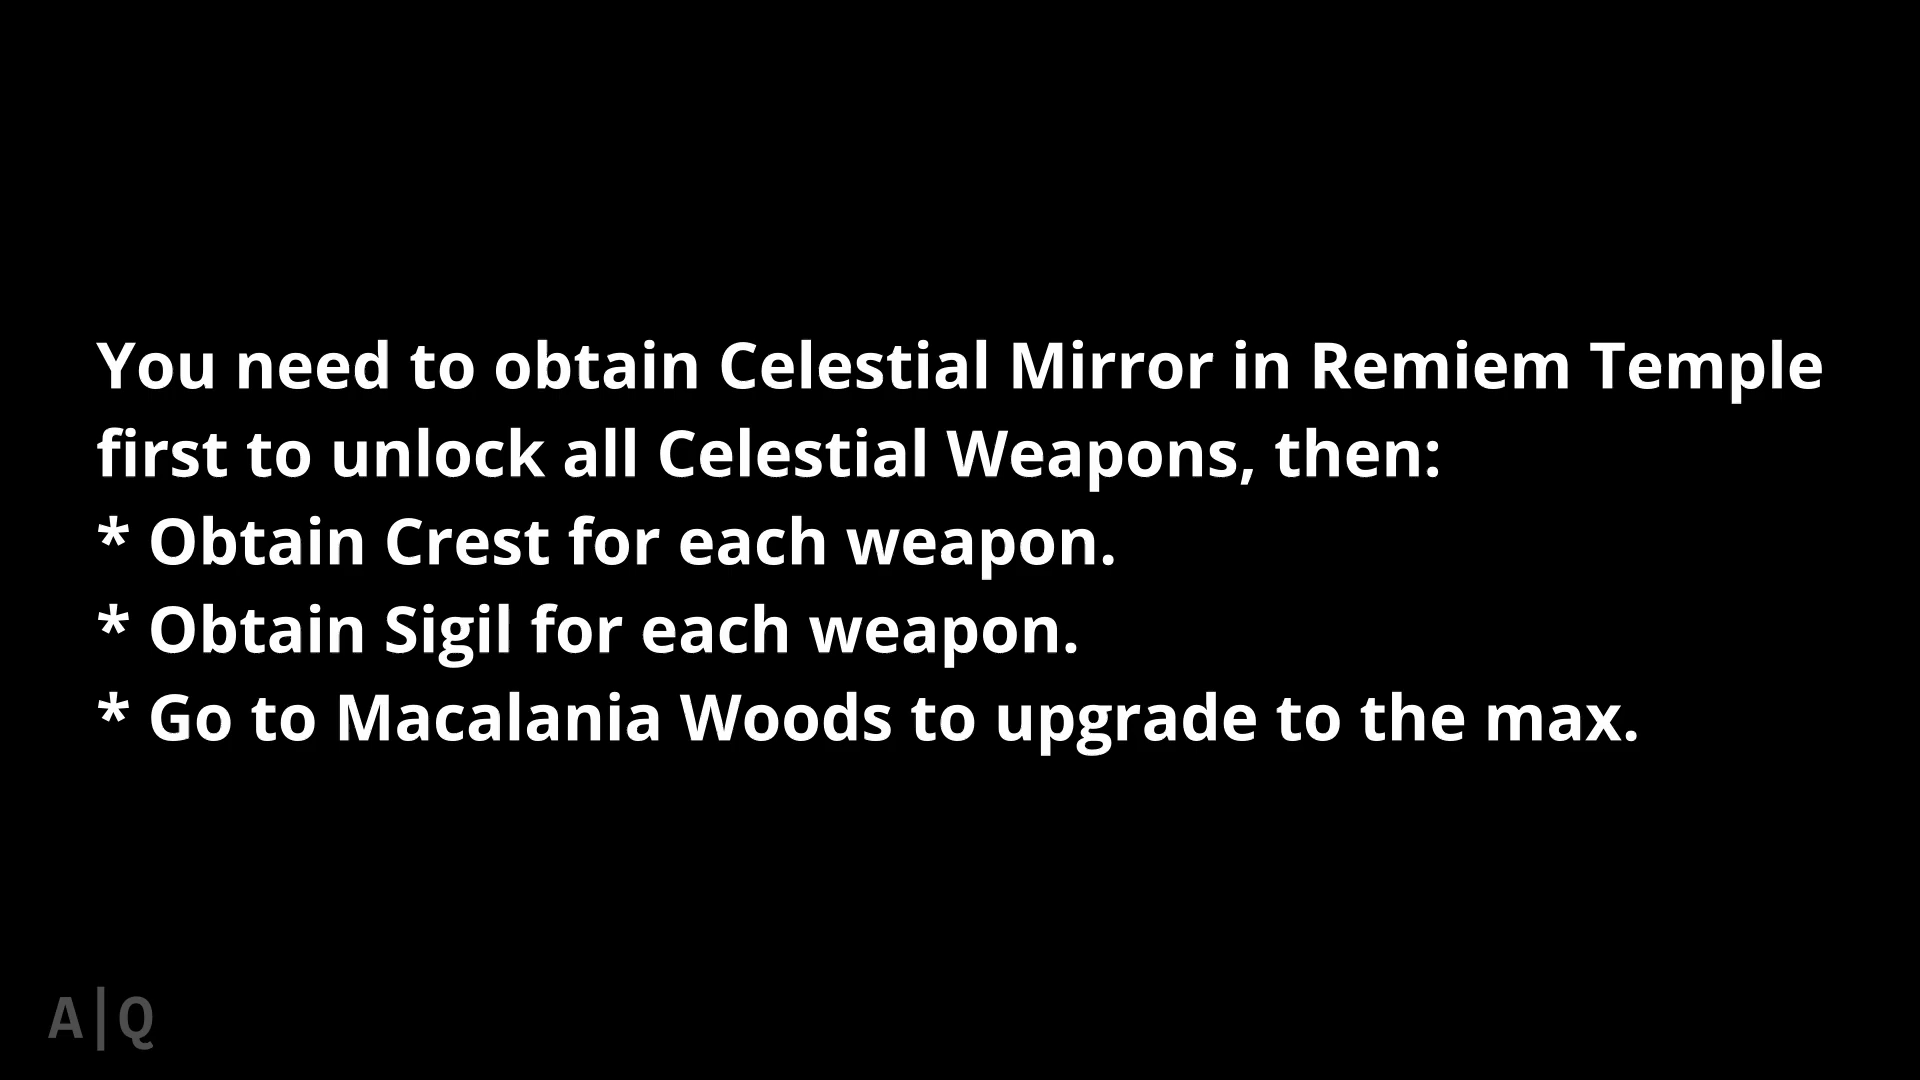 You need to obtain Celestial Mirror in Remiem Temple
first to unlock all Celestial Weapons, then:
* Obtain Crest for each weapon.
* Obtain Sigil for each weapon.
* Go to Macalania Woods to upgrade to the max.
A|Q